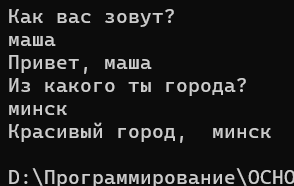 Как вас зовут?
маша
Привет, маша
Из какого ты города?
минск
Красивый город,  минск
D:\Программирование\ОСНО